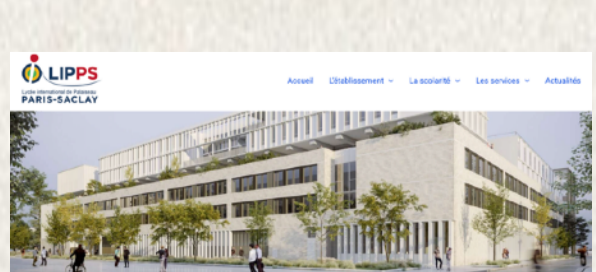 LIPPS
Lycée international de Palaiseau
PARIS-SACLAY
Accueil L'établissement La scolarité Les services Actualités